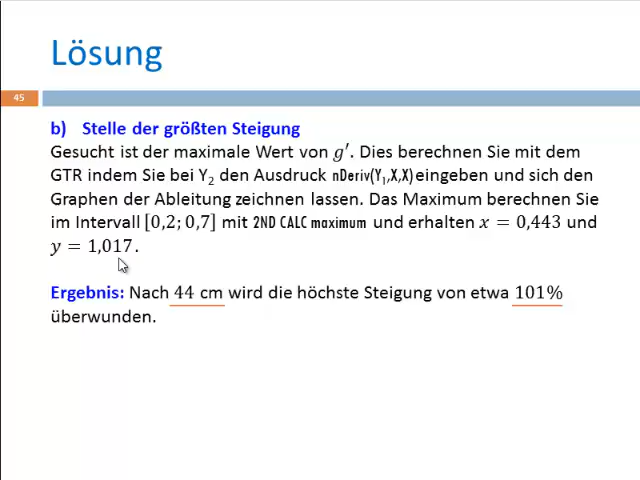 Lösung
45
b) Stelle der größten Steigung
Gesucht ist der maximale Wert von g′. Dies berechnen Sie mit dem
GTR indem Sie bei Y₂ den Ausdruck nDeriv(Y₁,X,X) eingeben und sich den
Graphen der Ableitung zeichnen lassen. Das Maximum berechnen Sie
im Intervall [0,2; 0,7] mit 2ND CALC maximum und erhalten x = 0,443 und
y = 1,017.
Ergebnis: Nach 44 cm wird die höchste Steigung von etwa 101%
überwunden.